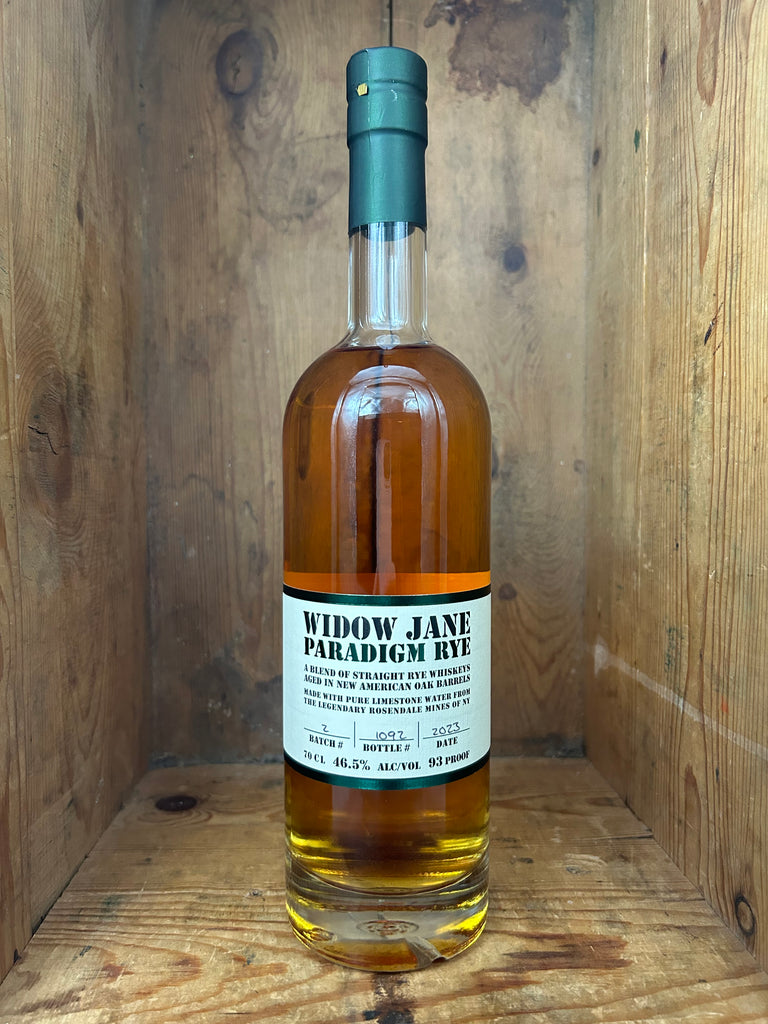 WIDOW JANE
PARADIGM RYE
A BLEND OF STRAIGHT RYE WHISKEYS
AGED IN NEW AMERICAN OAK BARRELS
MADE WITH PURE LIMESTONE WATER FROM
THE LEGENDARY ROSENDALE MINES OF NY
2 1092 2023
BATCH # BOTTLE # DATE
70 CL 46.5% ALC/VOL 93 PROOF